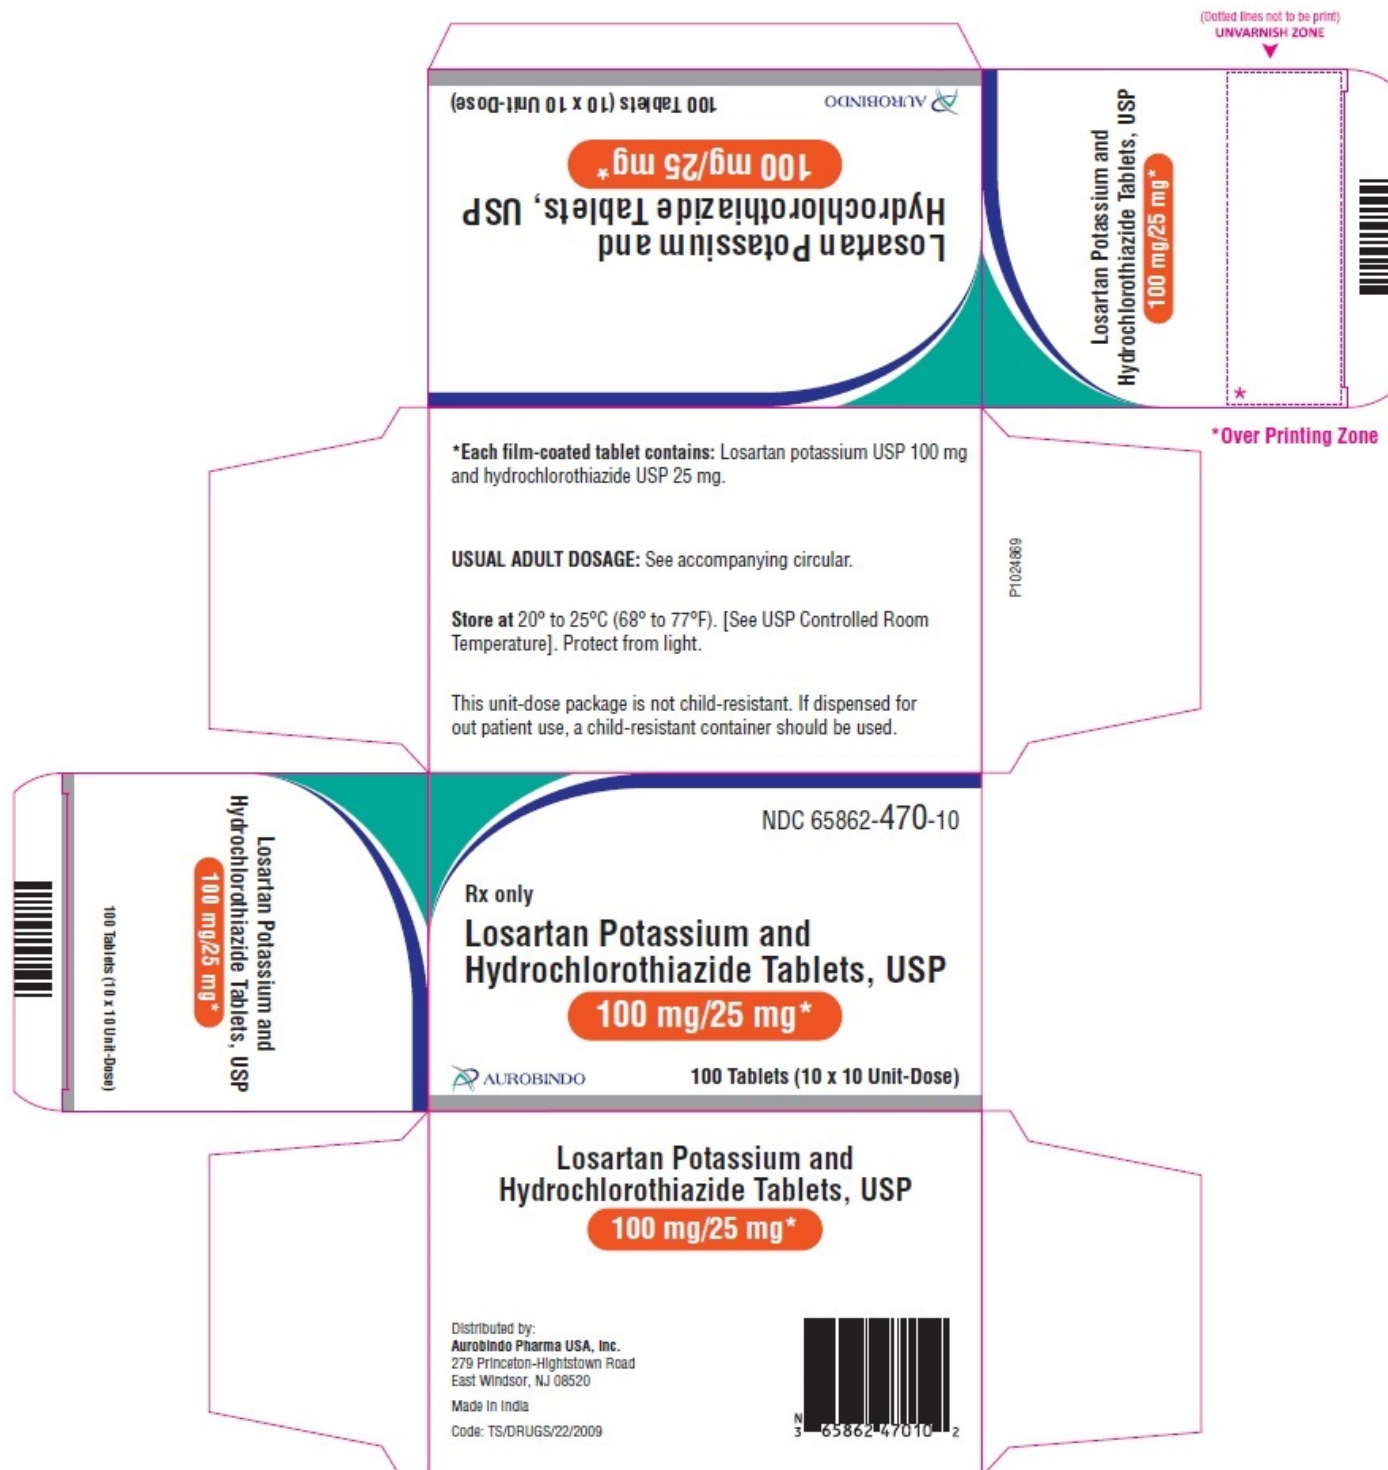 (Dotted lines not to be print)
UNVARNISH ZONE
100 Tablets (10 x 10 Unit-Dose)
AUROBINDO
100 mg/25 mg*
Losartan Potassium and
Hydrochlorothiazide Tablets, USP
Losartan Potassium and
Hydrochlorothiazide Tablets, USP
100 mg/25 mg*
*
*Over Printing Zone
*Each film-coated tablet contains: Losartan potassium USP 100 mg
and hydrochlorothiazide USP 25 mg.
USUAL ADULT DOSAGE: See accompanying circular.
Store at 20º to 25ºC (68º to 77ºF). [See USP Controlled Room
Temperature]. Protect from light.
This unit-dose package is not child-resistant. If dispensed for
out patient use, a child-resistant container should be used.
P1024869
Losartan Potassium and
Hydrochlorothiazide Tablets, USP
100 mg/25 mg*
100 Tablets (10 x 10 Unit-Dose)
NDC 65862-470-10
Rx only
Losartan Potassium and
Hydrochlorothiazide Tablets, USP
100 mg/25 mg*
AUROBINDO
100 Tablets (10 x 10 Unit-Dose)
Losartan Potassium and
Hydrochlorothiazide Tablets, USP
100 mg/25 mg*
Distributed by:
Aurobindo Pharma USA, Inc.
279 Princeton-Hightstown Road
East Windsor, NJ 08520
Made in India
Code: TS/DRUGS/22/2009
N
3 65862 47010 2